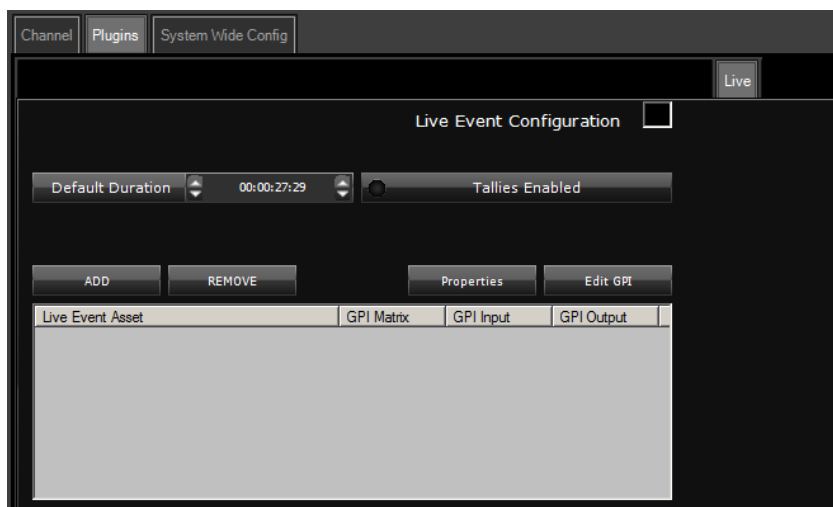 Channel Plugins System Wide Config
Live
Live Event Configuration
Default Duration 00:00:27:29 Tallies Enabled
ADD REMOVE Properties Edit GPI
Live Event Asset GPI Matrix GPI Input GPI Output